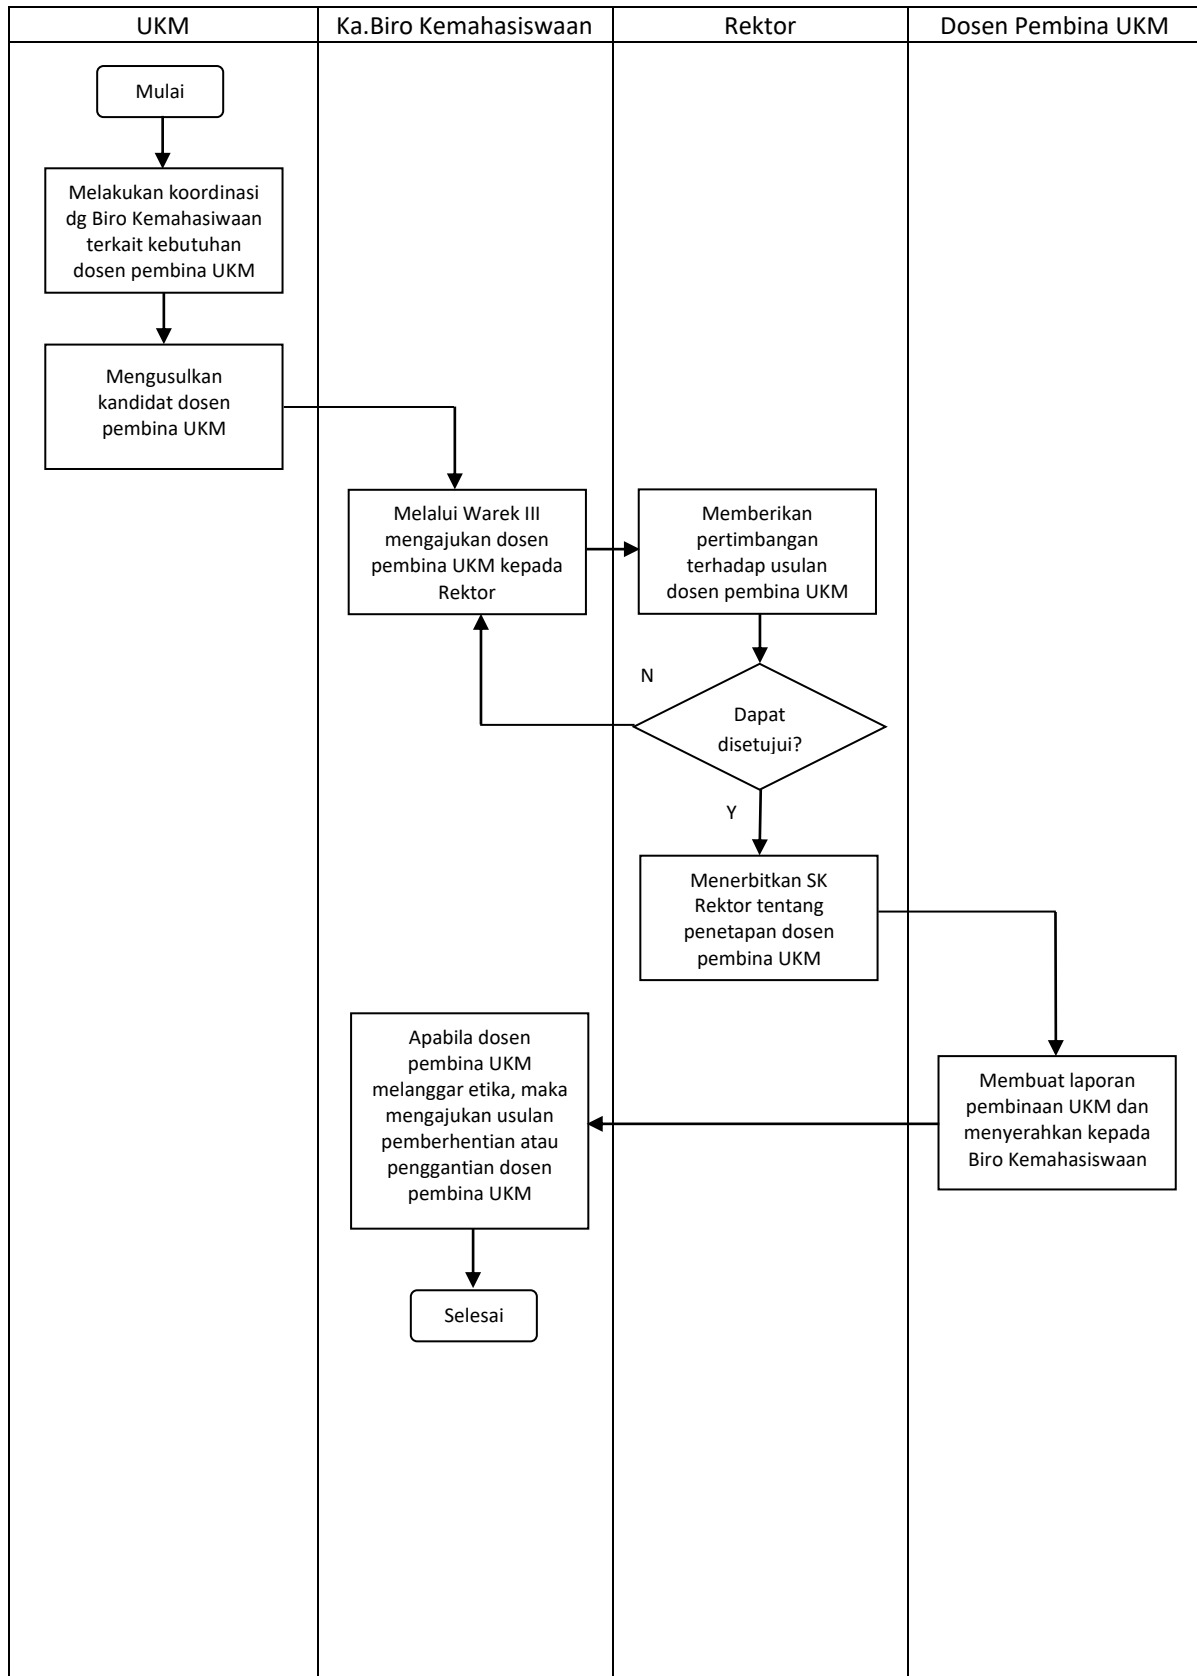 UKM
Ka.Biro Kemahasiswaan
Rektor
Dosen Pembina UKM
Mulai
Melakukan koordinasi
dg Biro Kemahasiwaan
terkait kebutuhan
dosen pembina UKM
Mengusulkan
kandidat dosen
pembina UKM
Melalui Warek III
mengajukan dosen
pembina UKM kepada
Rektor
Memberikan
pertimbangan
terhadap usulan
dosen pembina UKM
N
Dapat
disetujui?
Y
Menerbitkan SK
Rektor tentang
penetapan dosen
pembina UKM
Membuat laporan
pembinaan UKM dan
menyerahkan kepada
Biro Kemahasiswaan
Apabila dosen
pembina UKM
melanggar etika, maka
mengajukan usulan
pemberhentian atau
penggantian dosen
pembina UKM
Selesai